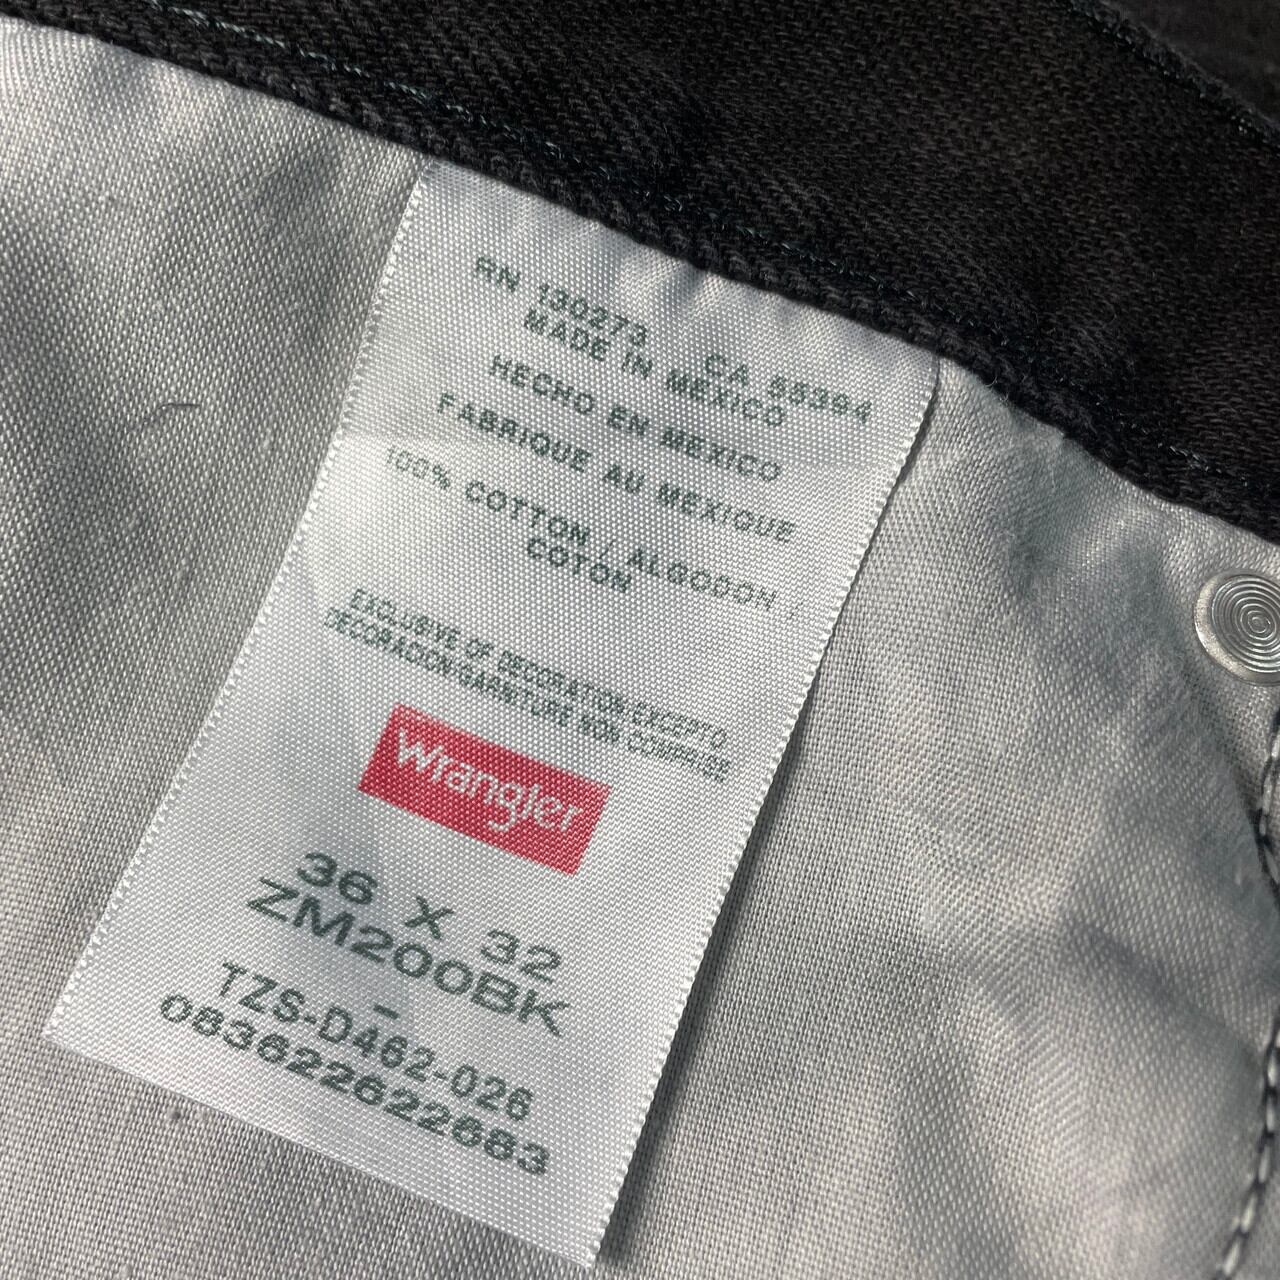 RN 130273 CA 55394
MADE IN MEXICO
HECHO EN MEXICO
FABRIQUE AU MEXIQUE
100% COTTON / ALGODON /
COTON
EXCLUSIVE OF DECORATION/EXCEPTO
DECORACION/GARNITURE NON COMPRISE
Wrangler
36 X 32
ZM200BK
-
TZS-D462-026
083622622683